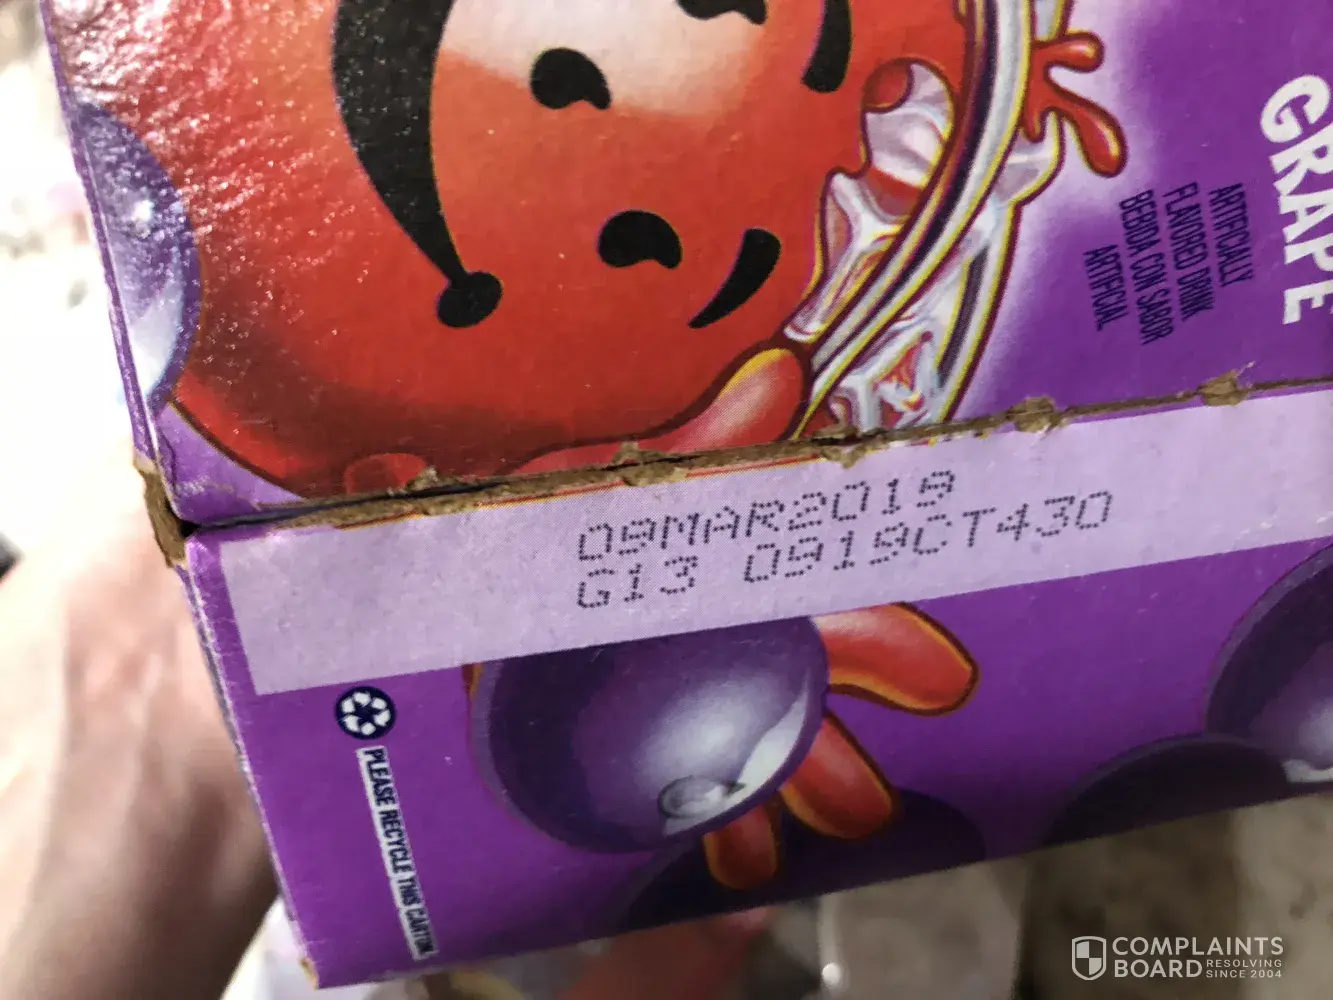 GRAPE
ARTIFICIALLY
FLAVORED DRINK
BEBIDA CON SABOR
ARTIFICIAL
09MAR2019
G13 0919CT430
PLEASE RECYCLE THIS CARTON.
COMPLAINTS
BOARD RESOLVING
SINCE 2004